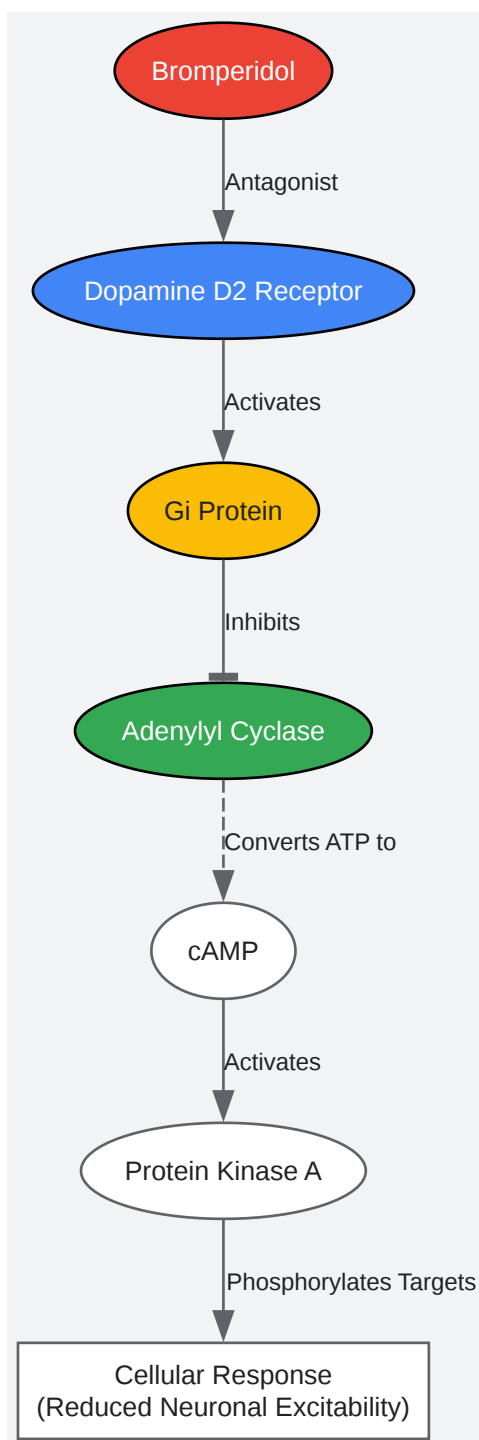 Bromperidol
Antagonist
Dopamine D2 Receptor
Activates
Gi Protein
Inhibits
Adenylyl Cyclase
Converts ATP to
cAMP
Activates
Protein Kinase A
Phosphorylates Targets
Cellular Response
(Reduced Neuronal Excitability)